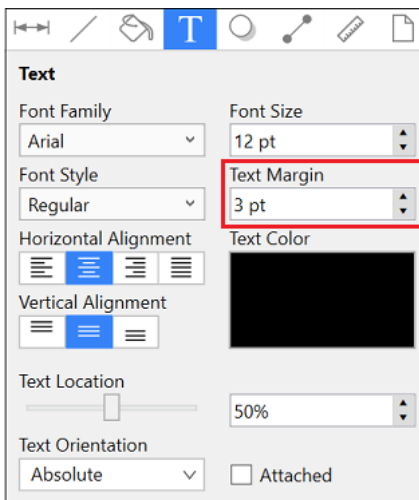 T
Text
Font Family Font Size
Arial 12 pt
Font Style Text Margin
Regular 3 pt
Horizontal Alignment Text Color
Vertical Alignment
Text Location
50%
Text Orientation
Absolute Attached